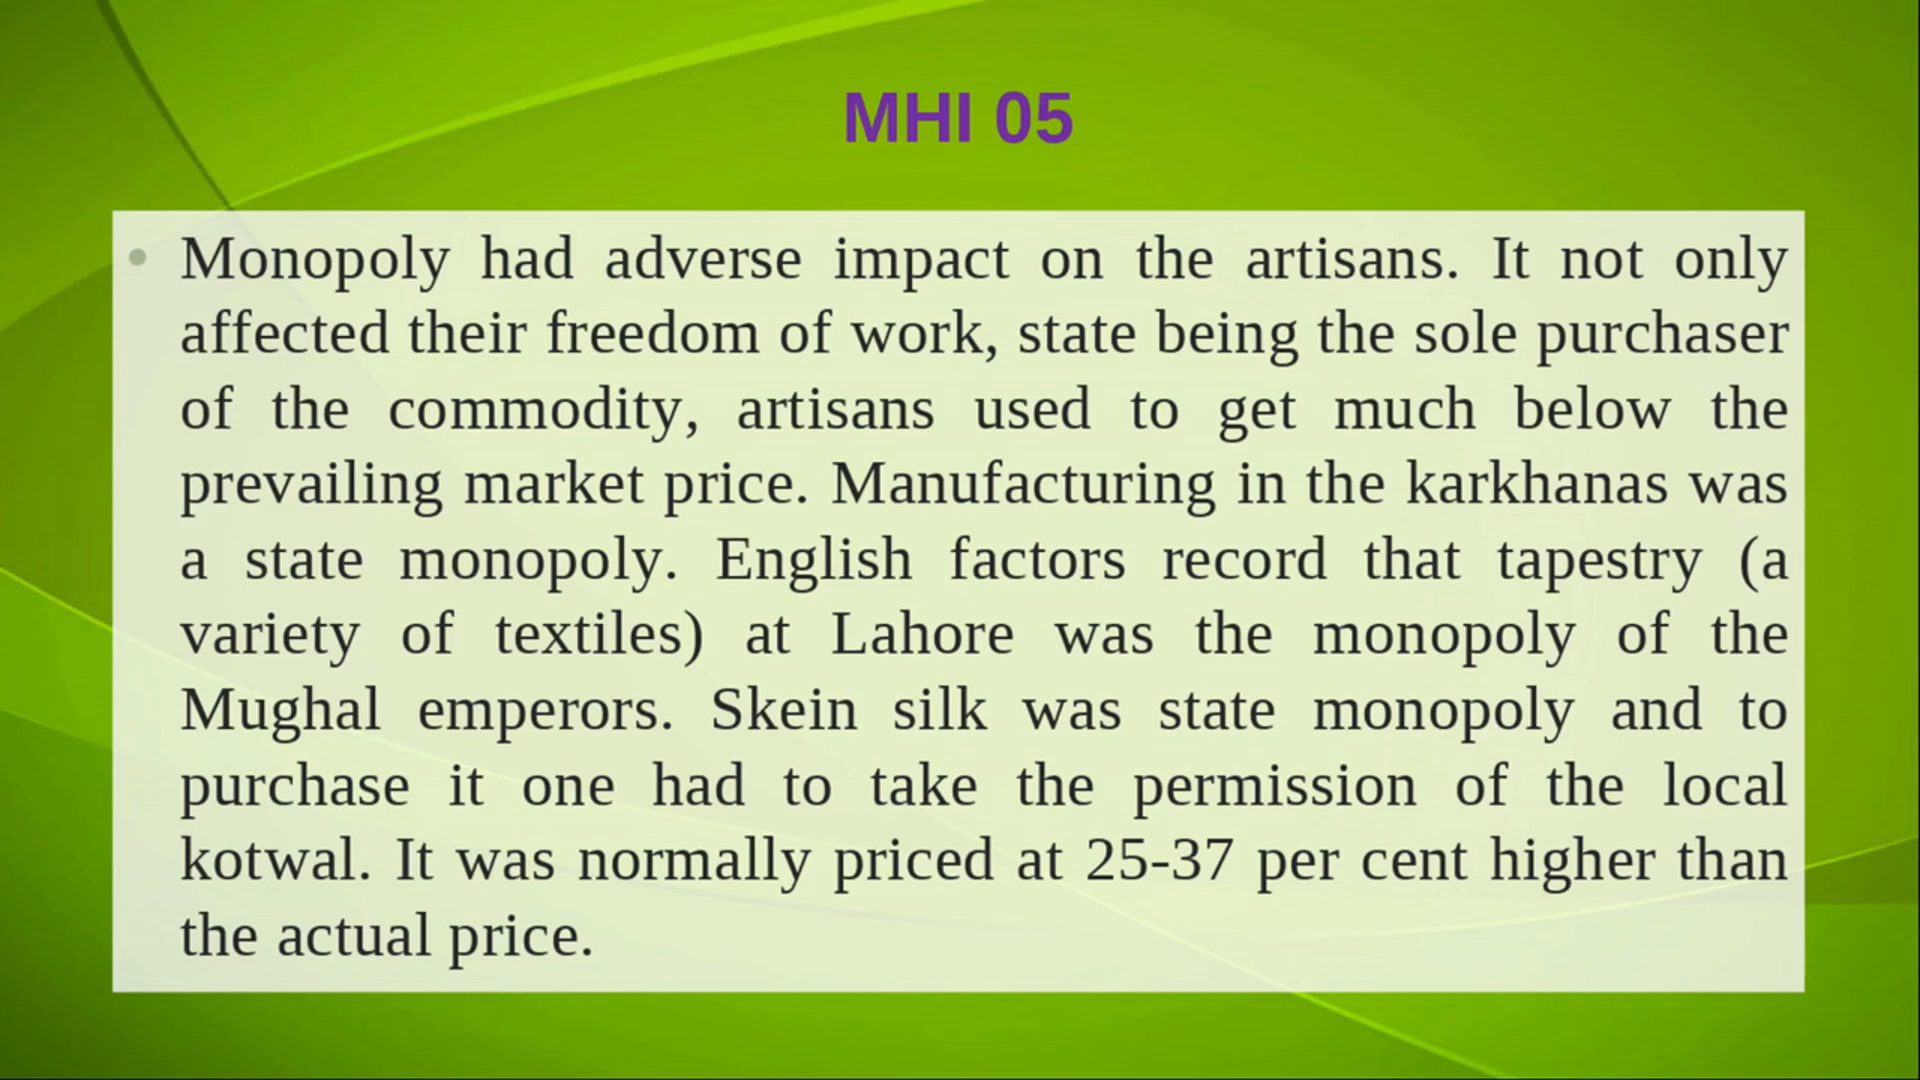 MHI 05
• Monopoly had adverse impact on the artisans. It not only
affected their freedom of work, state being the sole purchaser
of the commodity, artisans used to get much below the
prevailing market price. Manufacturing in the karkhanas was
a state monopoly. English factors record that tapestry (a
variety of textiles) at Lahore was the monopoly of the
Mughal emperors. Skein silk was state monopoly and to
purchase it one had to take the permission of the local
kotwal. It was normally priced at 25-37 per cent higher than
the actual price.